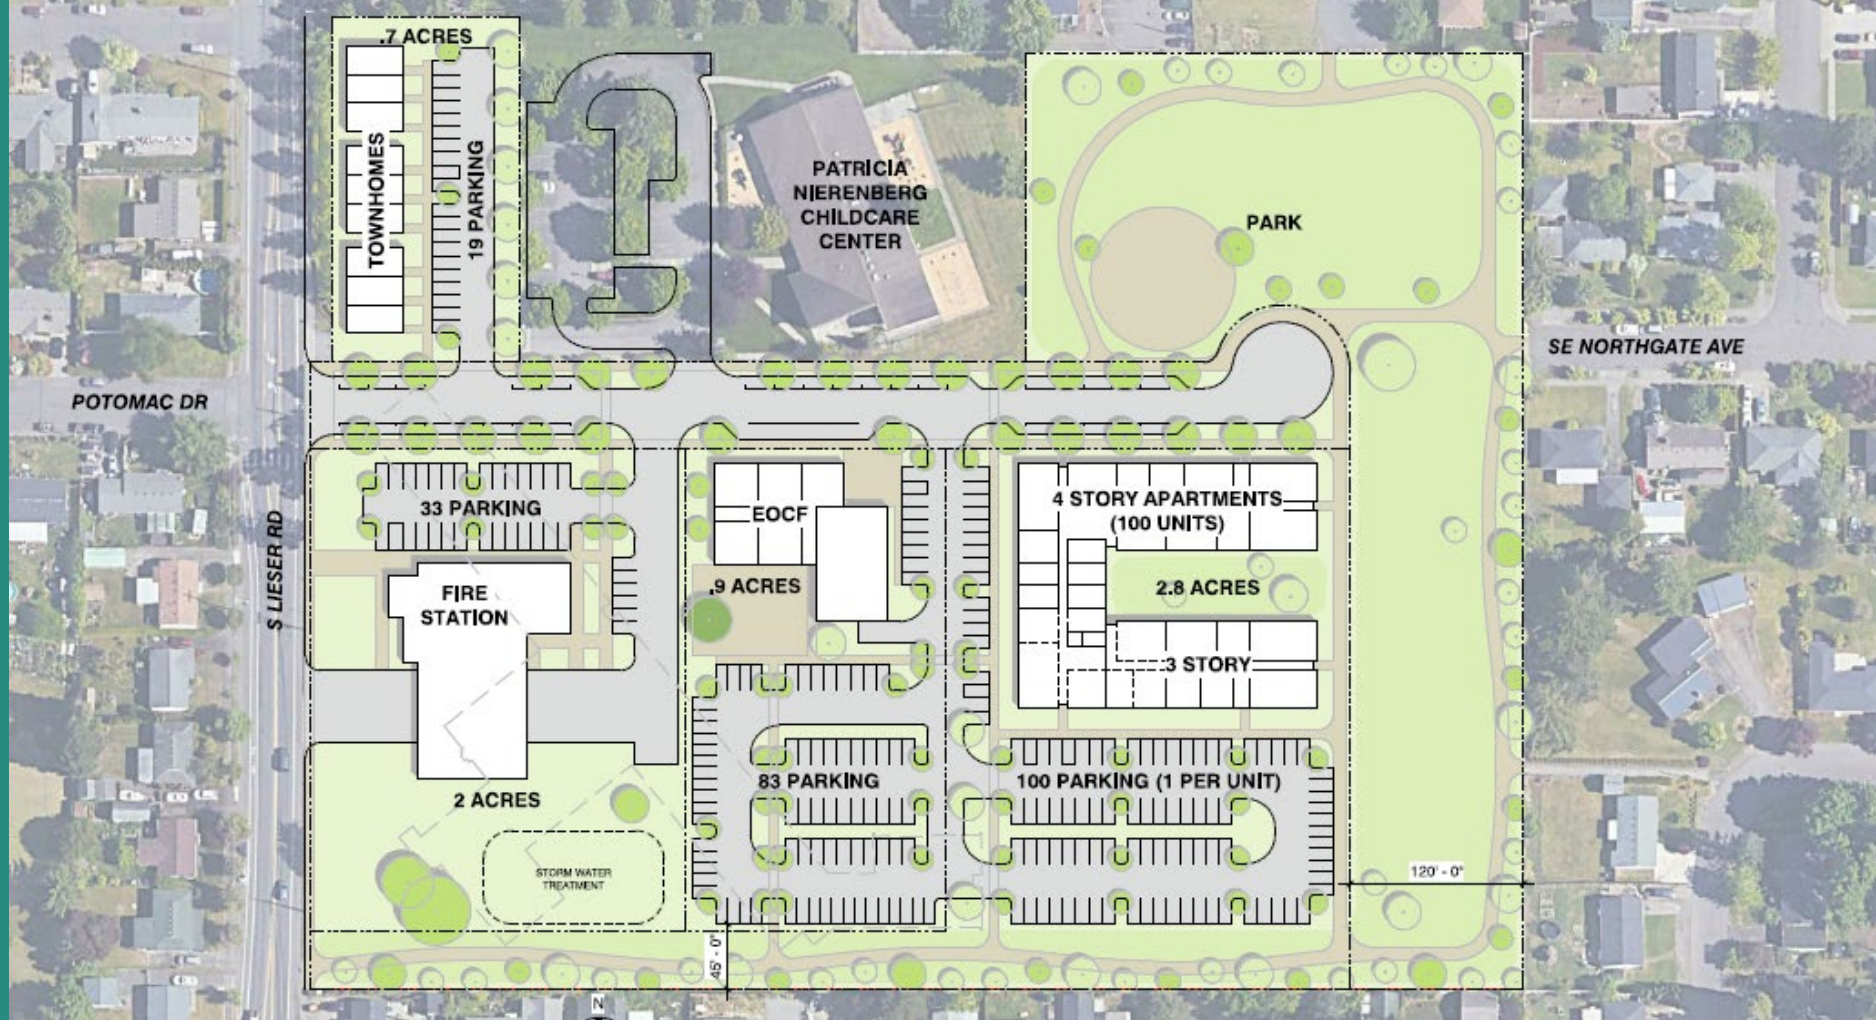 .7 ACRES
TOWNHOMES
19 PARKING
PATRICIA
NIERENBERG
CHILDCARE
CENTER
PARK
SE NORTHGATE AVE
POTOMAC DR
S LIESER RD
33 PARKING
FIRE
STATION
EOCF
.9 ACRES
4 STORY APARTMENTS
(100 UNITS)
2.8 ACRES
3 STORY
2 ACRES
83 PARKING
100 PARKING (1 PER UNIT)
STORM WATER
TREATMENT
120' - 0"
45' - 0"
N